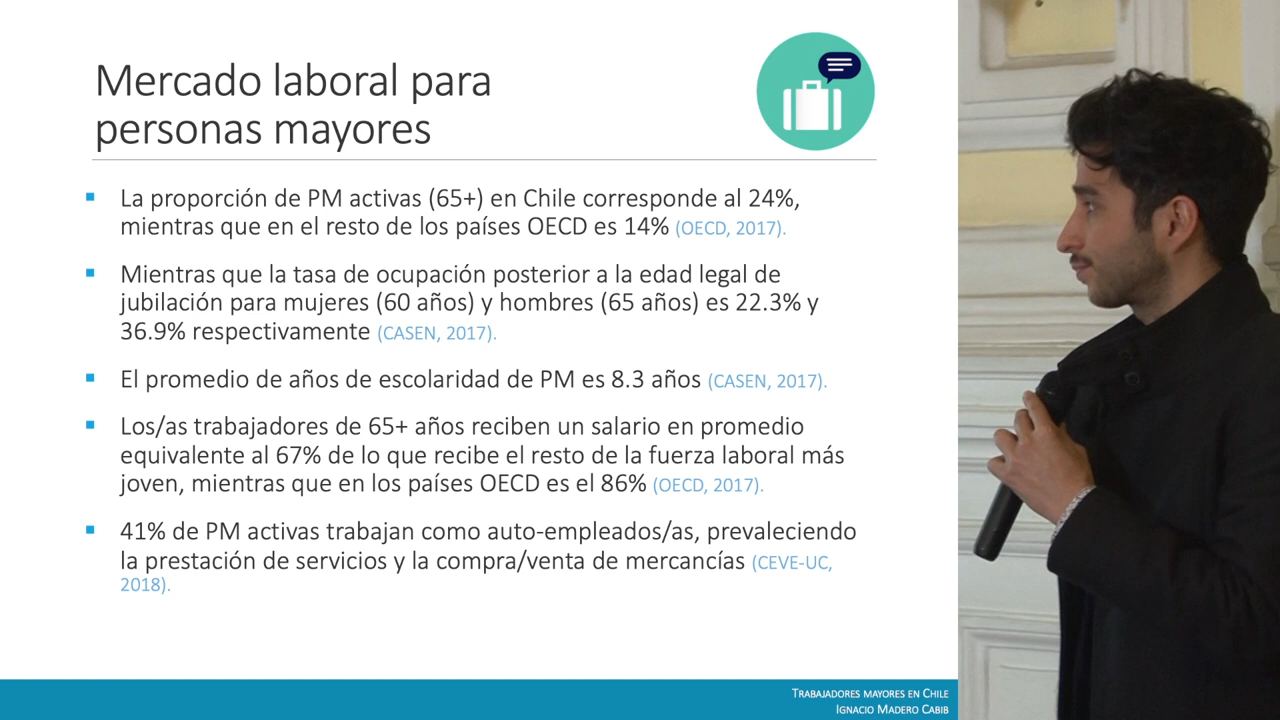 Mercado laboral para
personas mayores
La proporción de PM activas (65+) en Chile corresponde al 24%,
mientras que en el resto de los países OECD es 14% (OECD, 2017).
Mientras que la tasa de ocupación posterior a la edad legal de
jubilación para mujeres (60 años) y hombres (65 años) es 22.3% y
36.9% respectivamente (CASEN, 2017).
El promedio de años de escolaridad de PM es 8.3 años (CASEN, 2017).
Los/as trabajadores de 65+ años reciben un salario en promedio
equivalente al 67% de lo que recibe el resto de la fuerza laboral más
joven, mientras que en los países OECD es el 86% (OECD, 2017).
41% de PM activas trabajan como auto-empleados/as, prevaleciendo
la prestación de servicios y la compra/venta de mercancías (CEVE-UC,
2018).
TRABAJADORES MAYORES EN CHILE
IGNACIO MADERO CABIB